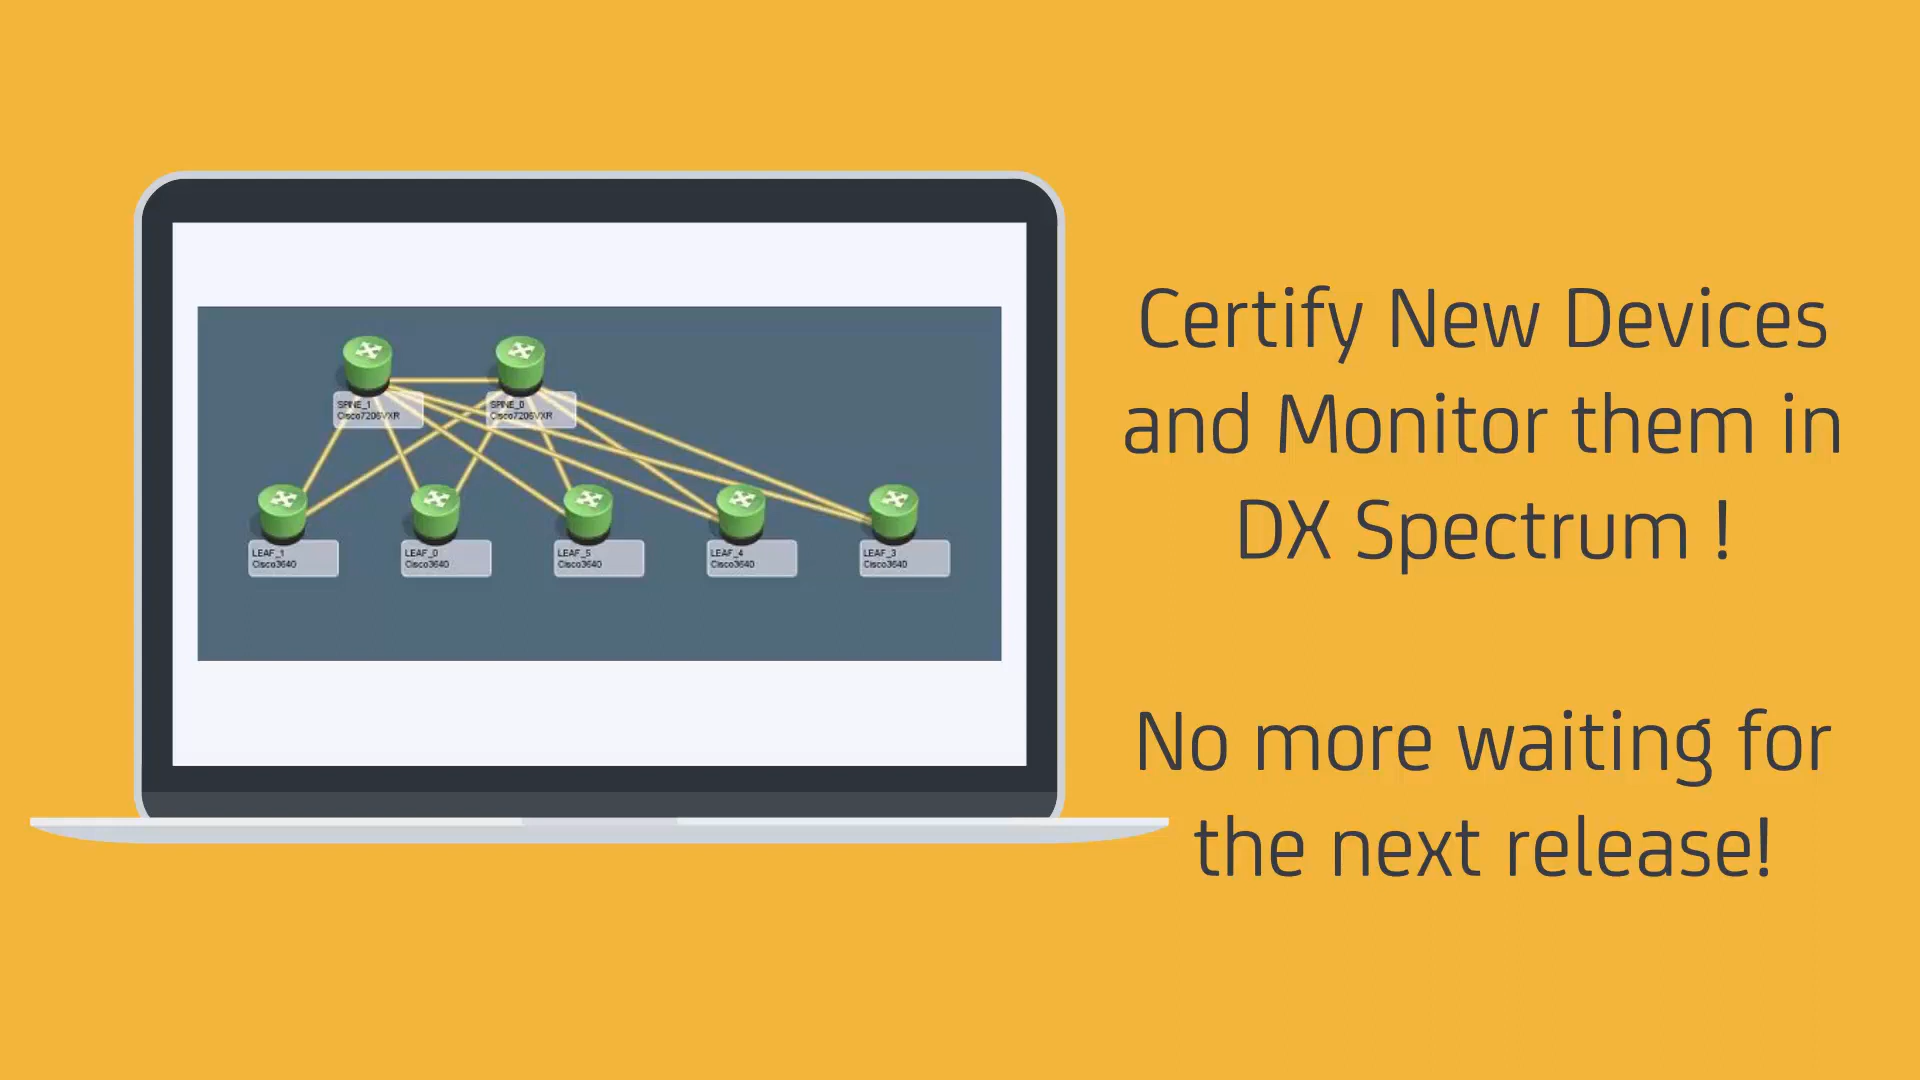 SPINE_1
Cisco7206VXR
SPINE_0
Cisco7206VXR
LEAF_1
Cisco3640
LEAF_0
Cisco3640
LEAF_5
Cisco3640
LEAF_4
Cisco3640
LEAF_3
Cisco3640
Certify New Devices
and Monitor them in
DX Spectrum !
No more waiting for
the next release!